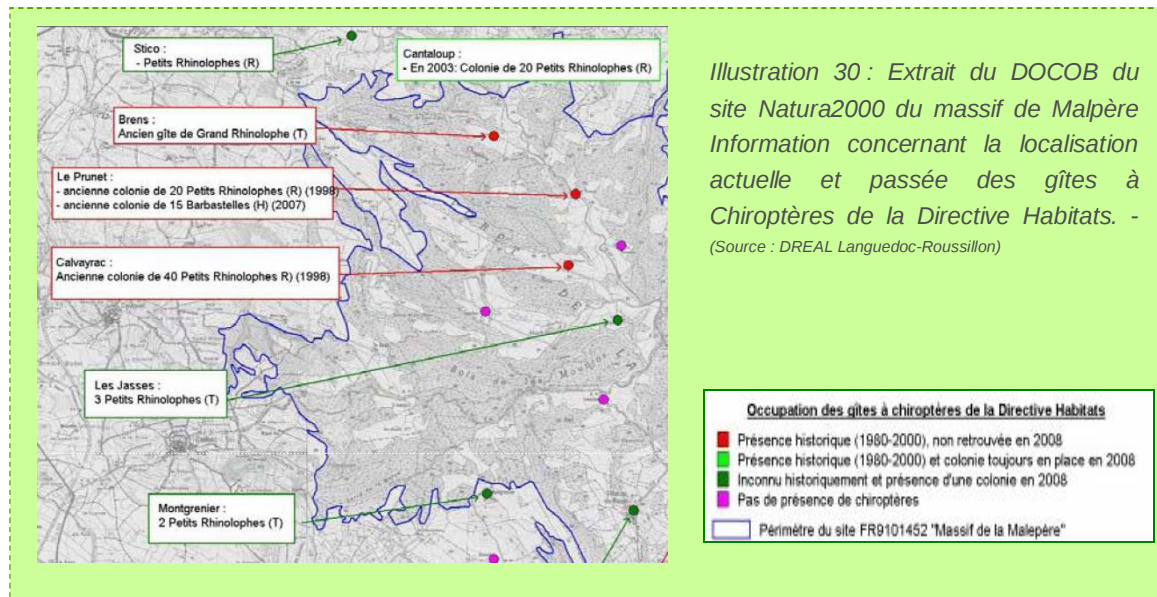 Stico :
- Petits Rhinolophes (R)
Cantaloup :
- En 2003: Colonie de 20 Petits Rhinolophes (R)
Brens :
Ancien gîte de Grand Rhinolophe (T)
Le Prunet :
- ancienne colonie de 20 Petits Rhinolophes (R) (1998)
- ancienne colonie de 15 Barbastelles (H) (2007)
Calvayrac :
Ancienne colonie de 40 Petits Rhinolophes R) (1998)
Les Jasses :
3 Petits Rhinolophes (T)
Montgrenier :
2 Petits Rhinolophes (T)
Illustration 30 : Extrait du DOCOB du
site Natura2000 du massif de Malpère
Information concernant la localisation
actuelle et passée des gîtes à
Chiroptères de la Directive Habitats. -
(Source : DREAL Languedoc-Roussillon)
Occupation des gîtes à chiroptères de la Directive Habitats
Présence historique (1980-2000), non retrouvée en 2008
Présence historique (1980-2000) et colonie toujours en place en 2008
Inconnu historiquement et présence d'une colonie en 2008
Pas de présence de chiroptères
Périmètre du site FR9101452 "Massif de la Malepère"